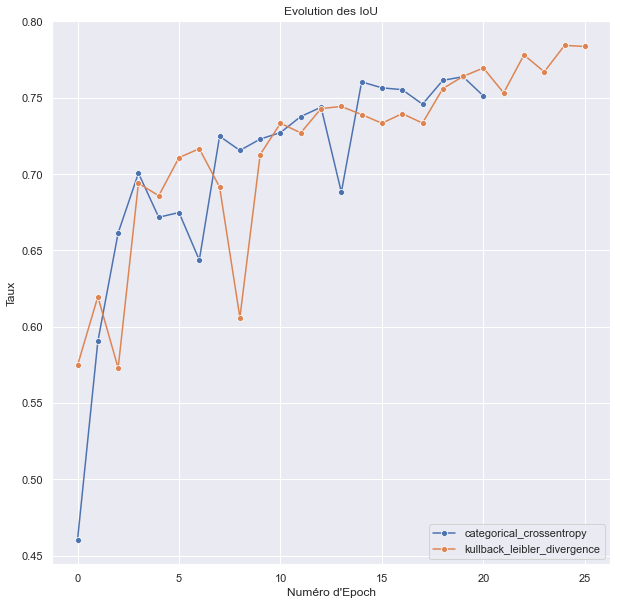 Evolution des IoU
0.80
0.75
0.70
0.65
0.60
0.55
0.50
0.45
Taux
0 5 10 15 20 25
Numéro d'Epoch
categorical_crossentropy
kullback_leibler_divergence